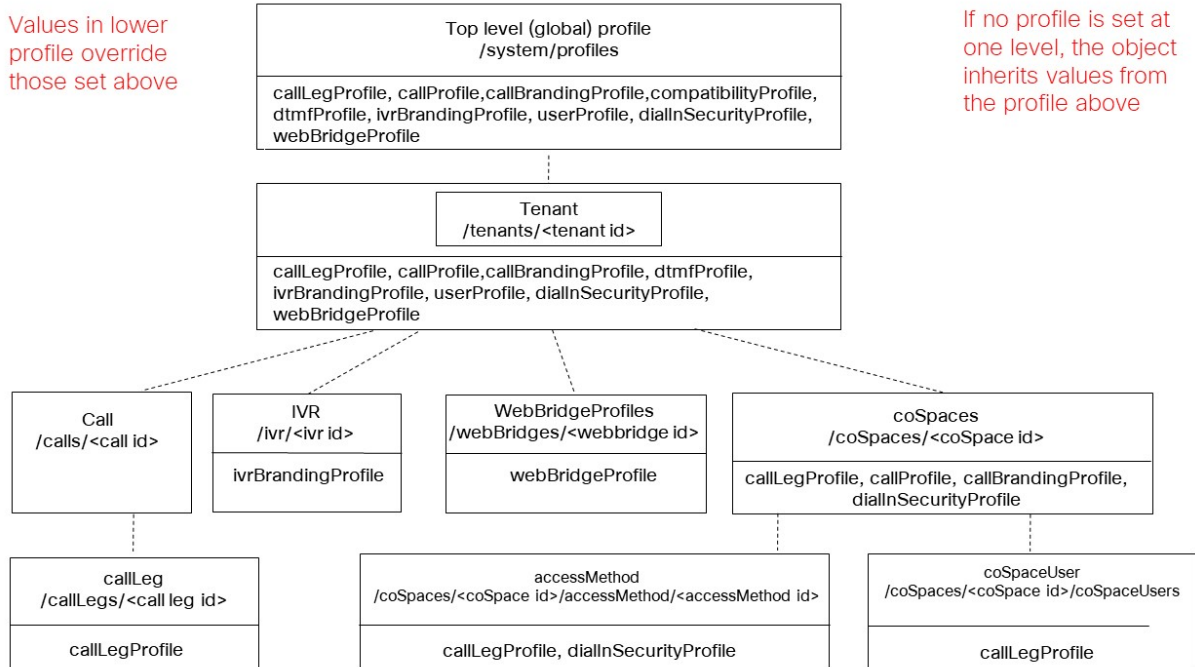 Values in lower
profile override
those set above
Top level (global) profile
/system/profiles
callLegProfile, callProfile,callBrandingProfile,compatibilityProfile,
dtmfProfile, ivrBrandingProfile, userProfile, dialInSecurityProfile,
webBridgeProfile
If no profile is set at
one level, the object
inherits values from
the profile above
Tenant
/tenants/<tenant id>
callLegProfile, callProfile,callBrandingProfile, dtmfProfile,
ivrBrandingProfile, userProfile, dialInSecurityProfile,
webBridgeProfile
Call
/calls/<call id>
IVR
/ivr/<ivr id>
ivrBrandingProfile
WebBridgeProfiles
/webBridges/<webbridge id>
webBridgeProfile
coSpaces
/coSpaces/<coSpace id>
callLegProfile, callProfile, callBrandingProfile,
dialInSecurityProfile
callLeg
/callLegs/<call leg id>
callLegProfile
accessMethod
/coSpaces/<coSpace id>/accessMethod/<accessMethod id>
callLegProfile, dialInSecurityProfile
coSpaceUser
/coSpaces/<coSpace id>/coSpaceUsers
callLegProfile